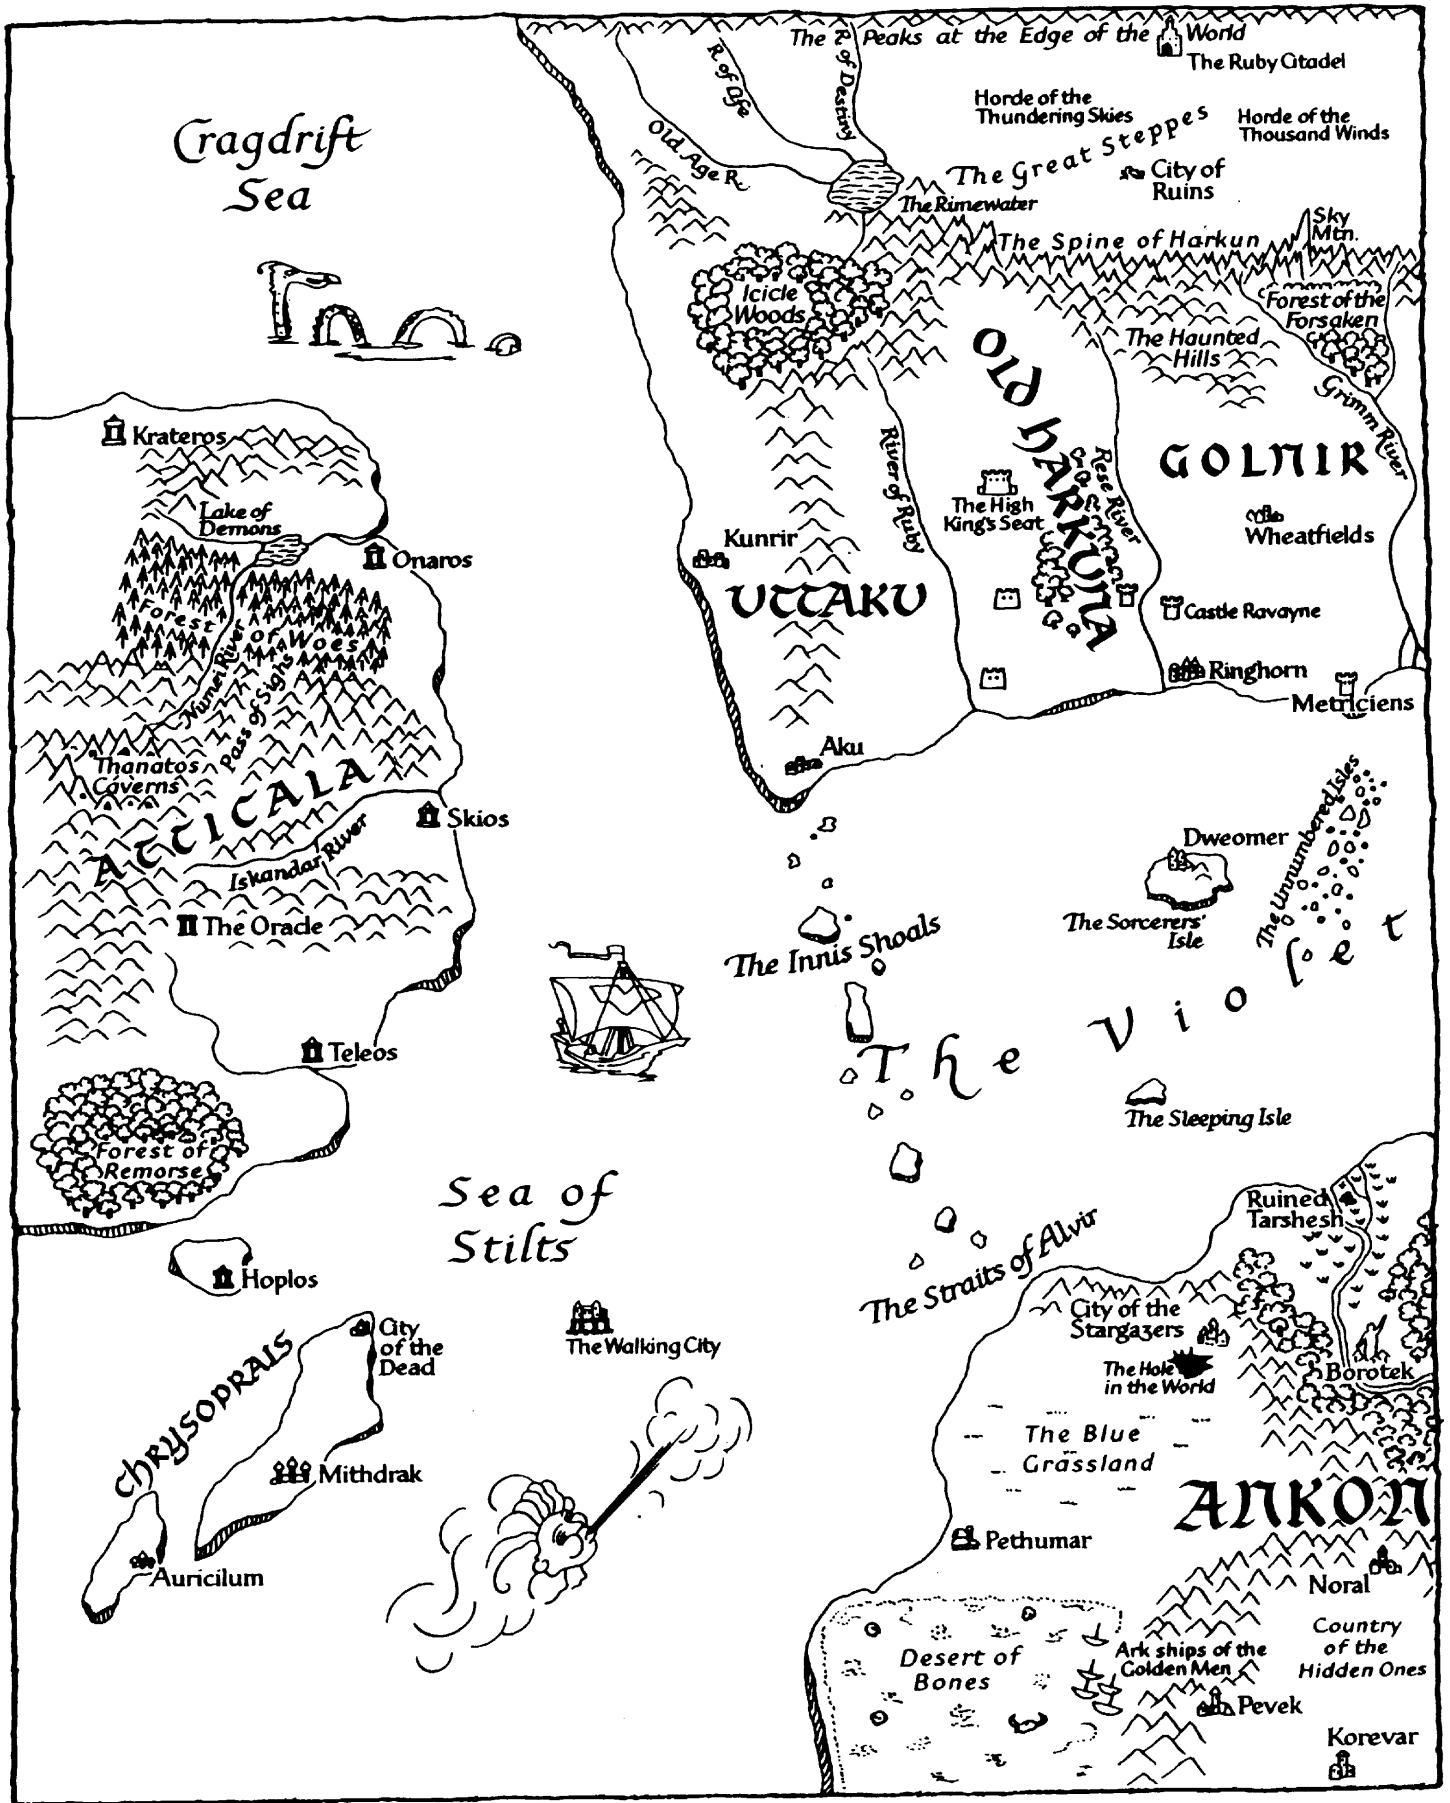 The Peaks at the Edge of the World
The Ruby Citadel
R. of Life
R. of Destiny
Old Age R.
Cragdrift
Sea
Horde of the
Thundering Skies
Horde of the
Thousand Winds
The Great Steppes
City of
Ruins
The Rimewater
The Spine of Harkun
Sky
Mtn.
Icicle
Woods
Forest of the
Forsaken
The Haunted
Hills
Grimm River
OLD HARKUNA
GOLNIR
River of Ruby
Rese River
The High
King's Seat
Wheatfields
Kunrir
UTTAKU
Castle Ravayne
Ringhorn
Metriciens
Aku
Krateros
Lake of
Demons
Onaros
Forest of Woes
Numei River
Pass of Sighs
Thanatos
Caverns
ATTICALA
Skios
Iskandar River
The Oracle
Teleos
Forest of
Remorse
Hoplos
Dweomer
The Sorcerers'
Isle
The Unnumbered Isles
The Innis Shoals
The Violet
The Sleeping Isle
Sea of
Stilts
The Straits of Alvir
Ruined
Tarshesh
City of the
Stargazers
The Hole
in the World
Borotek
The Walking City
City
of the
Dead
CHRYSOPRAIS
Mithdrak
Auricilum
The Blue
Grassland
ANKON
Pethumar
Noral
Country
of the
Hidden Ones
Desert of
Bones
Ark ships of the
Golden Men
Pevek
Korevar